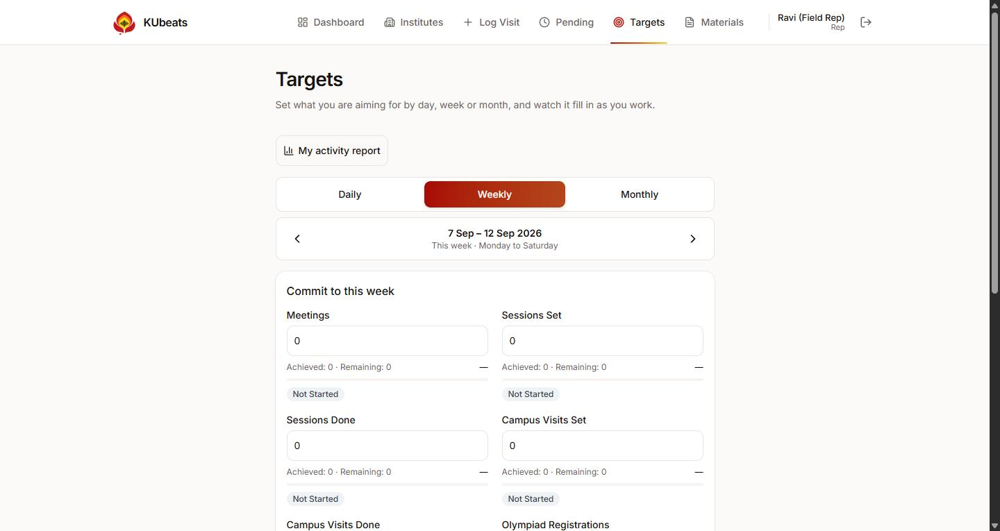 KUbeats
Dashboard
Institutes
Log Visit
Pending
Targets
Materials
Ravi (Field Rep)
Rep
Targets
Set what you are aiming for by day, week or month, and watch it fill in as you work.
My activity report
Daily
Weekly
Monthly
7 Sep – 12 Sep 2026
This week · Monday to Saturday
Commit to this week
Meetings
Sessions Set
0
0
Achieved: 0 · Remaining: 0 —
Achieved: 0 · Remaining: 0 —
Not Started
Not Started
Sessions Done
Campus Visits Set
0
0
Achieved: 0 · Remaining: 0 —
Achieved: 0 · Remaining: 0 —
Not Started
Not Started
Campus Visits Done
Olympiad Registrations